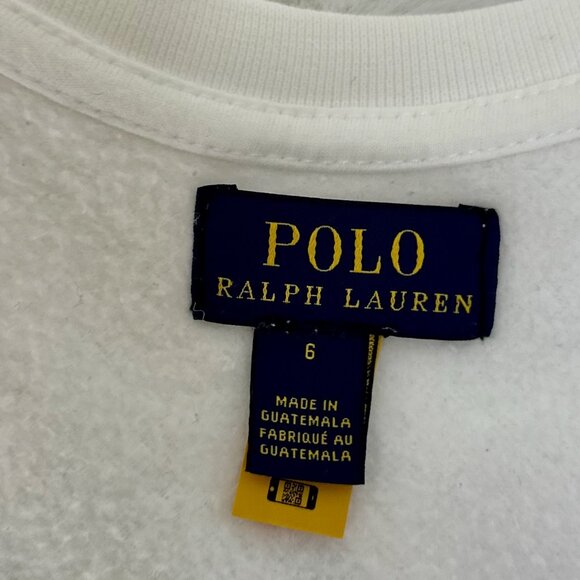 POLO
RALPH LAUREN
6
MADE IN
GUATEMALA
FABRIQUÉ AU
GUATEMALA